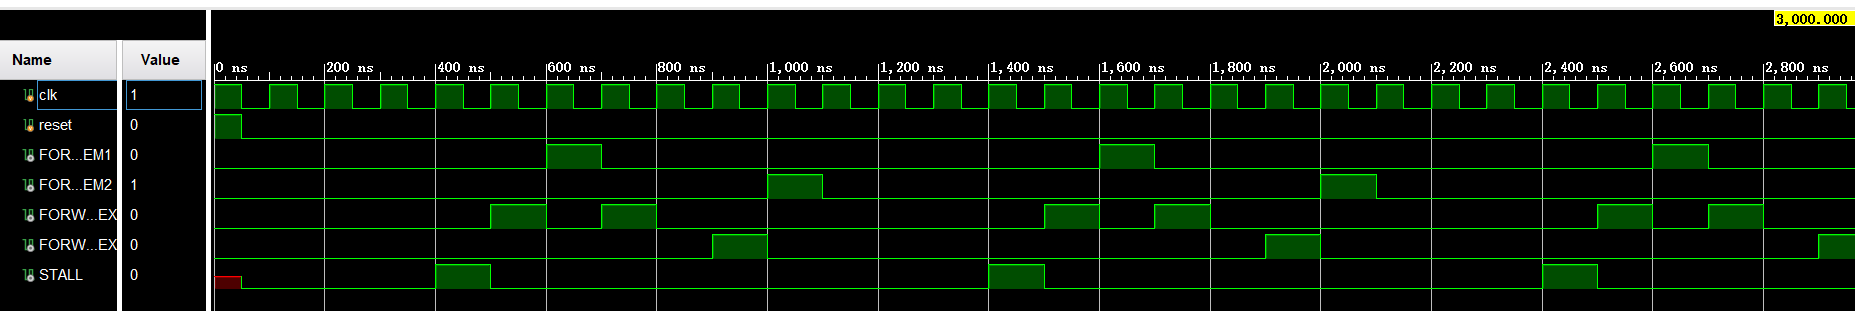 3,000.000
Name Value
0 ns 200 ns 400 ns 600 ns 800 ns 1,000 ns 1,200 ns 1,400 ns 1,600 ns 1,800 ns 2,000 ns 2,200 ns 2,400 ns 2,600 ns 2,800 ns
clk 1
reset 0
FOR...EM1 0
FOR...EM2 1
FORW...EX 0
FORW...EX 0
STALL 0